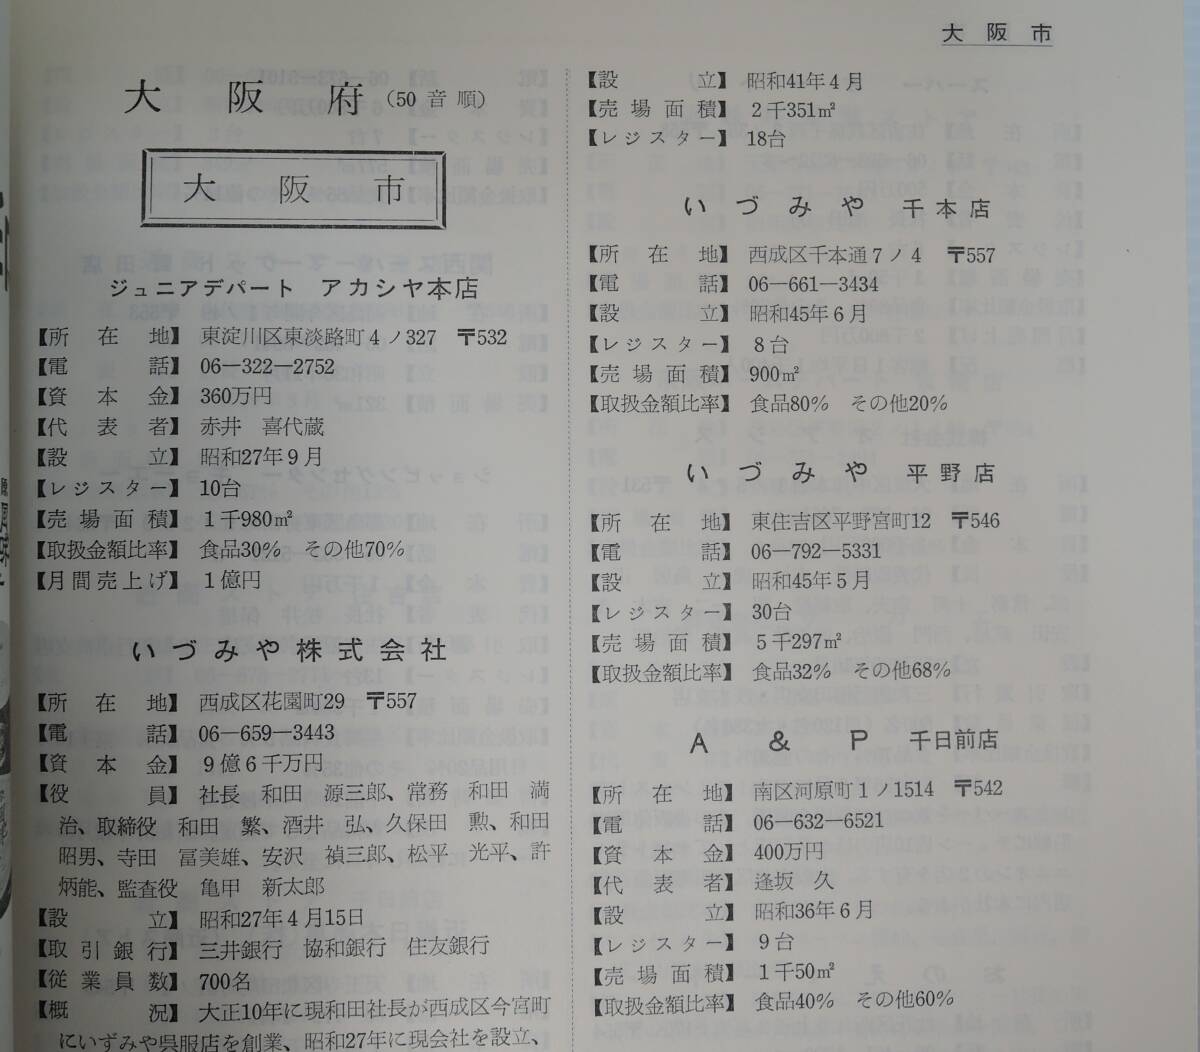 大阪市
大阪府（50音順）
大阪市
ジュニアデパート アカシヤ本店
【所在地】 東淀川区東淡路町4ノ327 〒532
【電話】 06—322—2752
【資本金】 360万円
【代表者】 赤井 喜代蔵
【設立】 昭和27年9月
【レジスター】 10台
【売場面積】 1千980㎡
【取扱金額比率】 食品30% その他70%
【月間売上げ】 1億円
いづみや株式会社
【所在地】 西成区花園町29 〒557
【電話】 06—659—3443
【資本金】 9億6千万円
【役員】 社長 和田 源三郎、常務 和田 満
治、取締役 和田 繁、酒井 弘、久保田 勲、和田
昭男、寺田 冨美雄、安沢 禎三郎、松平 光平、許
炳能、監査役 亀甲 新太郎
【設立】 昭和27年4月15日
【取引銀行】 三井銀行 協和銀行 住友銀行
【従業員数】 700名
【概況】 大正10年に現和田社長が西成区今宮町
にいずみや呉服店を創業、昭和27年に現会社を設立、
【設立】 昭和41年4月
【売場面積】 2千351㎡
【レジスター】 18台
いづみや 千本店
【所在地】 西成区千本通7ノ4 〒557
【電話】 06—661—3434
【設立】 昭和45年6月
【レジスター】 8台
【売場面積】 900㎡
【取扱金額比率】 食品80% その他20%
いづみや 平野店
【所在地】 東住吉区平野宮町12 〒546
【電話】 06—792—5331
【設立】 昭和45年5月
【レジスター】 30台
【売場面積】 5千297㎡
【取扱金額比率】 食品32% その他68%
A & P 千日前店
【所在地】 南区河原町1ノ1514 〒542
【電話】 06—632—6521
【資本金】 400万円
【代表者】 逢坂 久
【設立】 昭和36年6月
【レジスター】 9台
【売場面積】 1千50㎡
【取扱金額比率】 食品40% その他60%